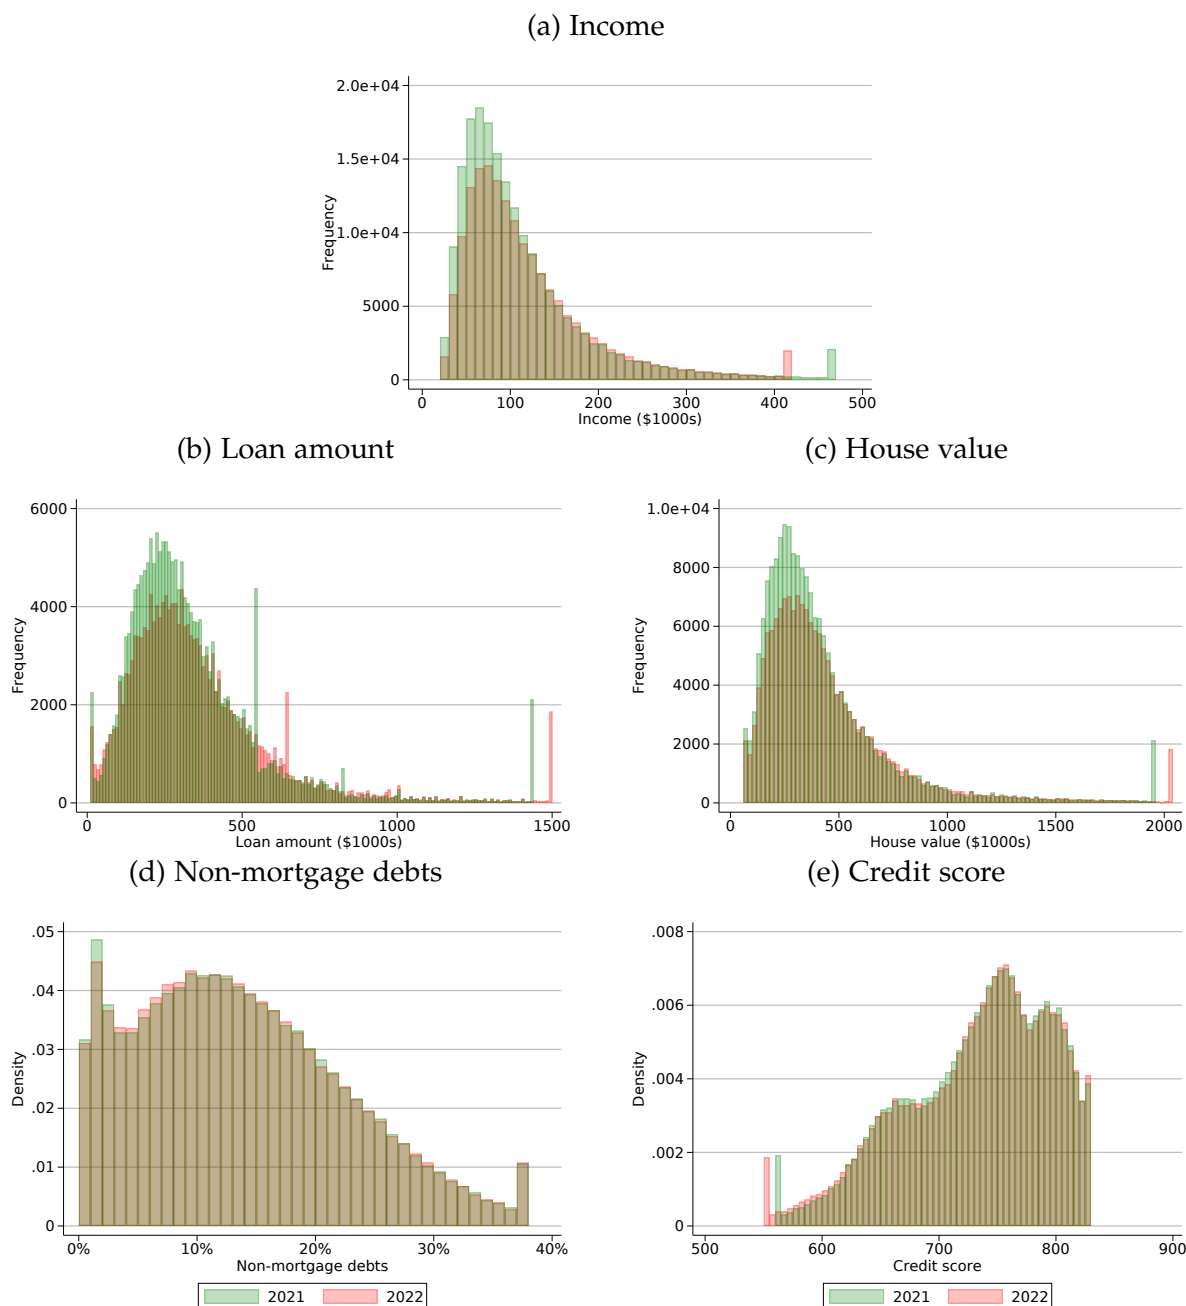 (a) Income
2.0e+04
1.5e+04
1.0e+04
5000
0
Frequency
0 100 200 300 400 500
Income ($1000s)
(b) Loan amount
6000
4000
2000
0
Frequency
0 500 1000 1500
Loan amount ($1000s)
(c) House value
1.0e+04
8000
6000
4000
2000
0
Frequency
0 500 1000 1500 2000
House value ($1000s)
(d) Non-mortgage debts
.05
.04
.03
.02
.01
0
Density
0% 10% 20% 30% 40%
Non-mortgage debts
2021 2022
(e) Credit score
.008
.006
.004
.002
0
Density
500 600 700 800 900
Credit score
2021 2022